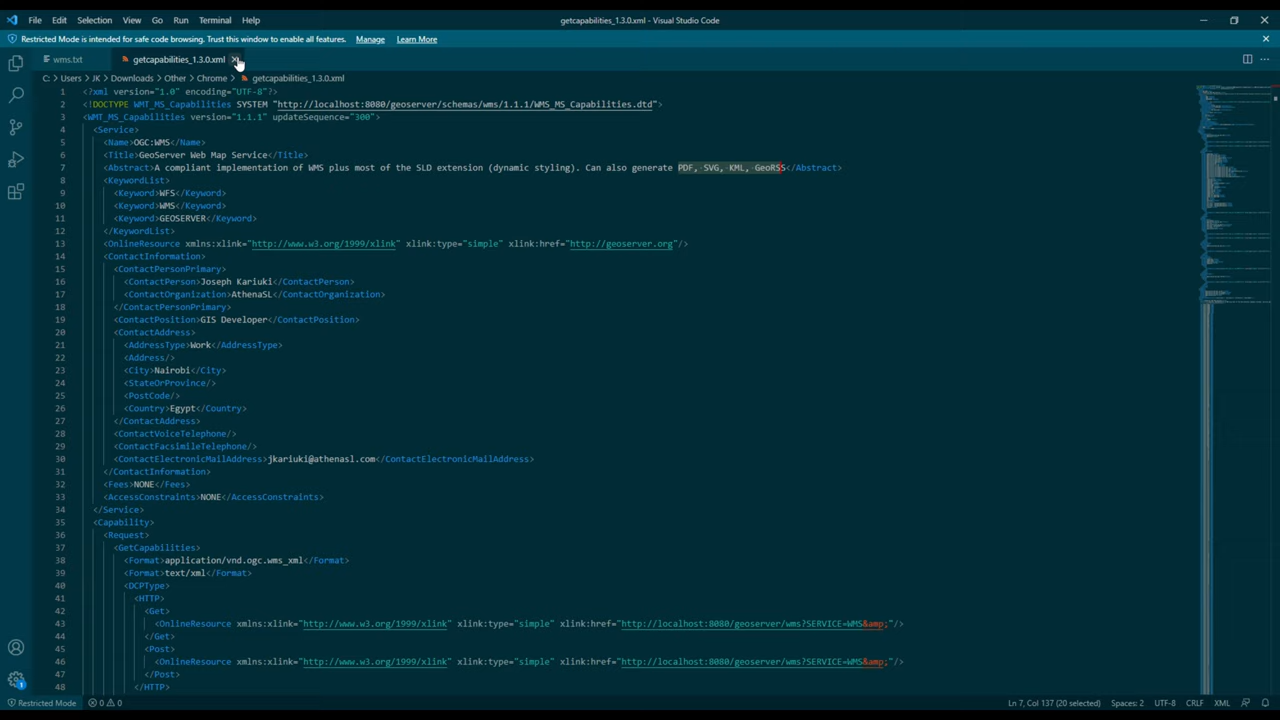 File Edit Selection View Go Run Terminal Help
getcapabilities_1.3.0.xml - Visual Studio Code
Restricted Mode is intended for safe code browsing. Trust this window to enable all features. Manage Learn More
wms.txt getcapabilities_1.3.0.xml
C: > Users > JK > Downloads > Other > Chrome > getcapabilities_1.3.0.xml
1 <?xml version="1.0" encoding="UTF-8"?>
2 <!DOCTYPE WMT_MS_Capabilities SYSTEM "http://localhost:8080/geoserver/schemas/wms/1.1.1/WMS_MS_Capabilities.dtd">
3 <WMT_MS_Capabilities version="1.1.1" updateSequence="300">
4 <Service>
5 <Name>OGC:WMS</Name>
6 <Title>GeoServer Web Map Service</Title>
7 <Abstract>A compliant implementation of WMS plus most of the SLD extension (dynamic styling). Can also generate PDF, SVG, KML, GeoRSS</Abstract>
8 <KeywordList>
9 <Keyword>WFS</Keyword>
10 <Keyword>WMS</Keyword>
11 <Keyword>GEOSERVER</Keyword>
12 </KeywordList>
13 <OnlineResource xmlns:xlink="http://www.w3.org/1999/xlink" xlink:type="simple" xlink:href="http://geoserver.org"/>
14 <ContactInformation>
15 <ContactPersonPrimary>
16 <ContactPerson>Joseph Kariuki</ContactPerson>
17 <ContactOrganization>AthenaSL</ContactOrganization>
18 </ContactPersonPrimary>
19 <ContactPosition>GIS Developer</ContactPosition>
20 <ContactAddress>
21 <AddressType>Work</AddressType>
22 <Address/>
23 <City>Nairobi</City>
24 <StateOrProvince/>
25 <PostCode/>
26 <Country>Egypt</Country>
27 </ContactAddress>
28 <ContactVoiceTelephone/>
29 <ContactFacsimileTelephone/>
30 <ContactElectronicMailAddress>jkariuki@athenasl.com</ContactElectronicMailAddress>
31 </ContactInformation>
32 <Fees>NONE</Fees>
33 <AccessConstraints>NONE</AccessConstraints>
34 </Service>
35 <Capability>
36 <Request>
37 <GetCapabilities>
38 <Format>application/vnd.ogc.wms_xml</Format>
39 <Format>text/xml</Format>
40 <DCPType>
41 <HTTP>
42 <Get>
43 <OnlineResource xmlns:xlink="http://www.w3.org/1999/xlink" xlink:type="simple" xlink:href="http://localhost:8080/geoserver/wms?SERVICE=WMS&amp;"/>
44 </Get>
45 <Post>
46 <OnlineResource xmlns:xlink="http://www.w3.org/1999/xlink" xlink:type="simple" xlink:href="http://localhost:8080/geoserver/wms?SERVICE=WMS&amp;"/>
47 </Post>
48 </HTTP>
Restricted Mode 0 0 Ln 7, Col 137 (20 selected) Spaces: 2 UTF-8 CRLF XML